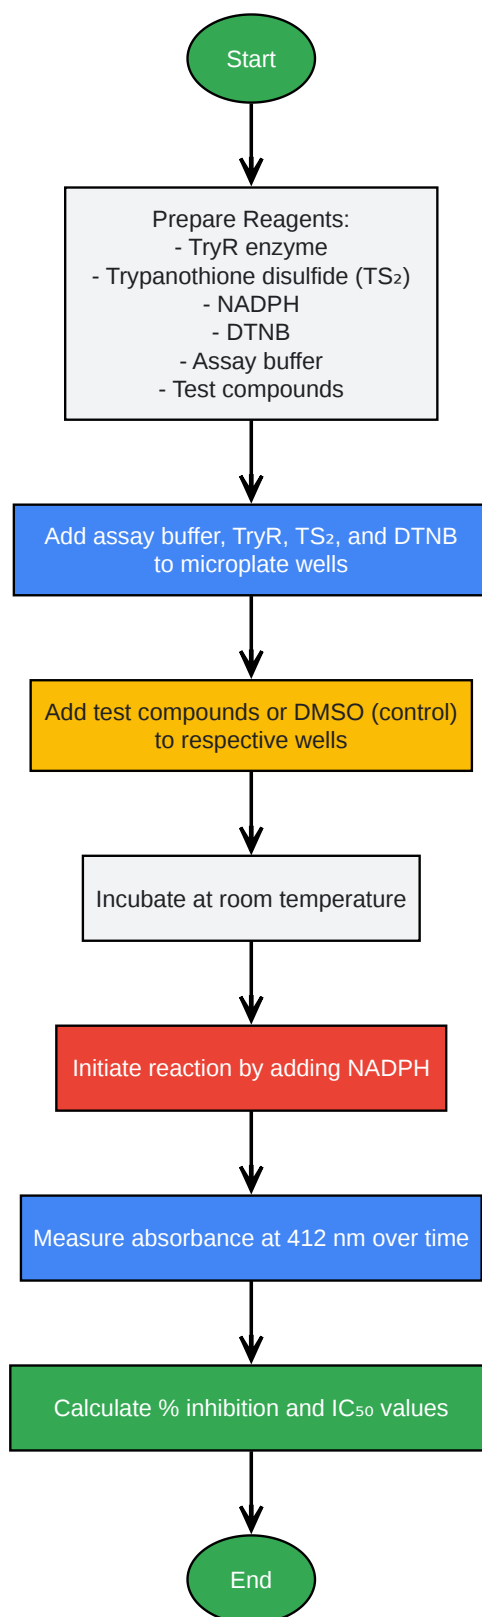 Start
Prepare Reagents:
- TryR enzyme
- Trypanothione disulfide (TS₂)
- NADPH
- DTNB
- Assay buffer
- Test compounds
Add assay buffer, TryR, TS₂, and DTNB
to microplate wells
Add test compounds or DMSO (control)
to respective wells
Incubate at room temperature
Initiate reaction by adding NADPH
Measure absorbance at 412 nm over time
Calculate % inhibition and IC₅₀ values
End